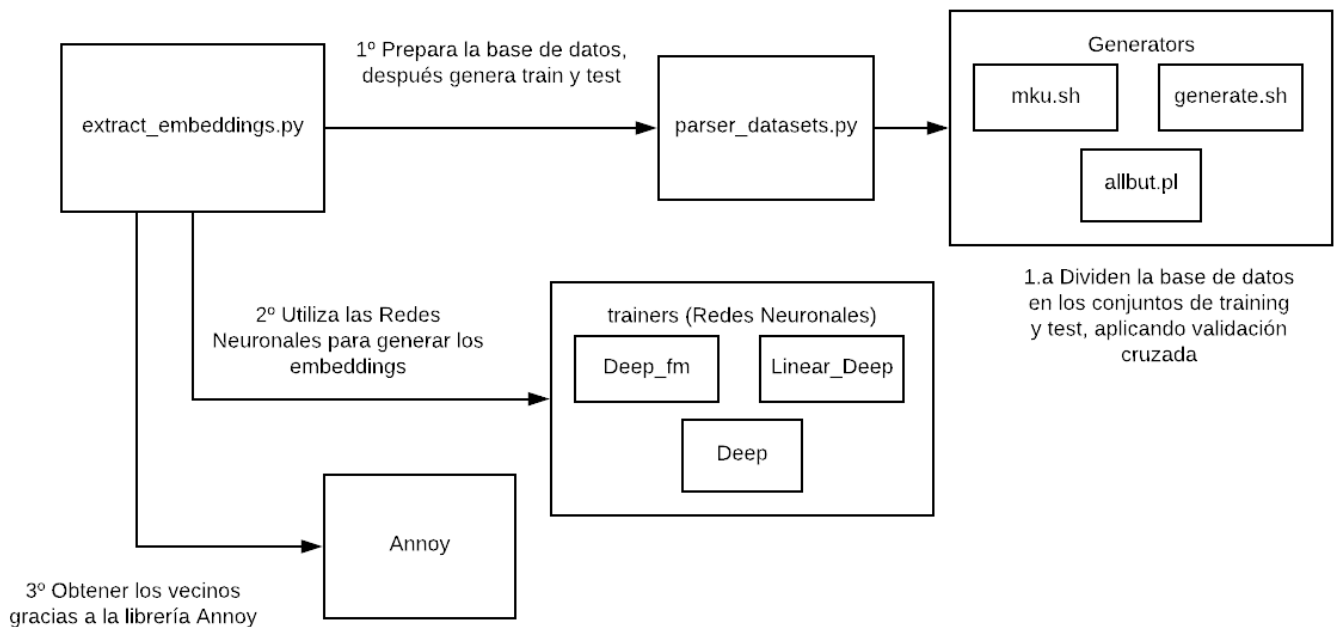 extract_embeddings.py
1º Prepara la base de datos,
después genera train y test
parser_datasets.py
Generators
mku.sh
generate.sh
allbut.pl
1.a Dividen la base de datos
en los conjuntos de training
y test, aplicando validación
cruzada
2º Utiliza las Redes
Neuronales para generar los
embeddings
trainers (Redes Neuronales)
Deep_fm
Linear_Deep
Deep
Annoy
3º Obtener los vecinos
gracias a la librería Annoy